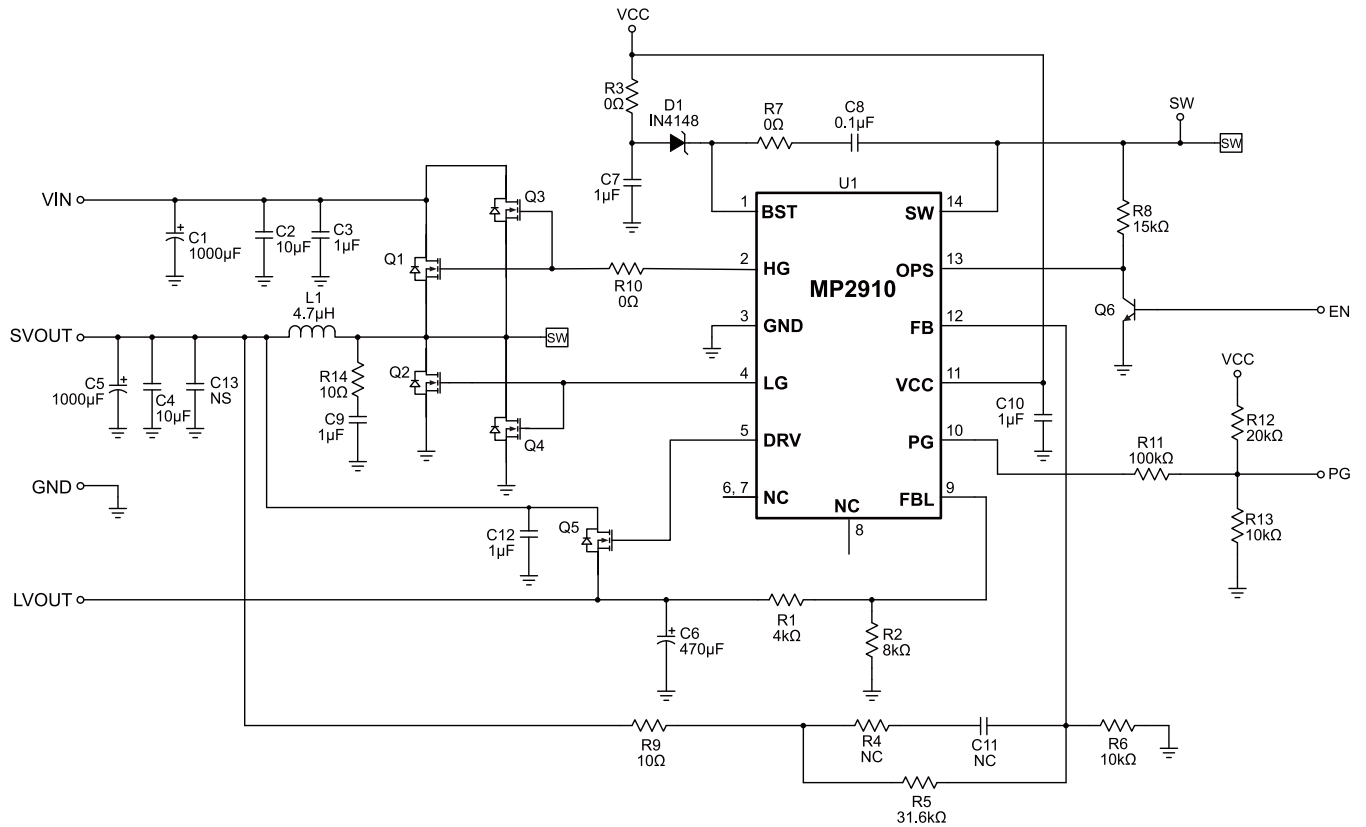 VCC
R3
0Ω
D1
IN4148
R7
0Ω
C8
0.1µF
SW
SW
C7
1µF
U1
VIN
C1
1000µF
C2
10µF
C3
1µF
Q3
Q1
R10
0Ω
1 BST
2 HG
3 GND
4 LG
5 DRV
6, 7 NC
NC
8
MP2910
SW 14
OPS 13
FB 12
VCC 11
PG 10
FBL 9
R8
15kΩ
Q6
EN
L1
4.7µH
SVOUT
SW
C5
1000µF
C4
10µF
C13
NS
R14
10Ω
C9
1µF
Q2
Q4
C10
1µF
VCC
R12
20kΩ
R11
100kΩ
PG
R13
10kΩ
GND
C12
1µF
Q5
LVOUT
C6
470µF
R1
4kΩ
R2
8kΩ
R9
10Ω
R4
NC
C11
NC
R6
10kΩ
R5
31.6kΩ